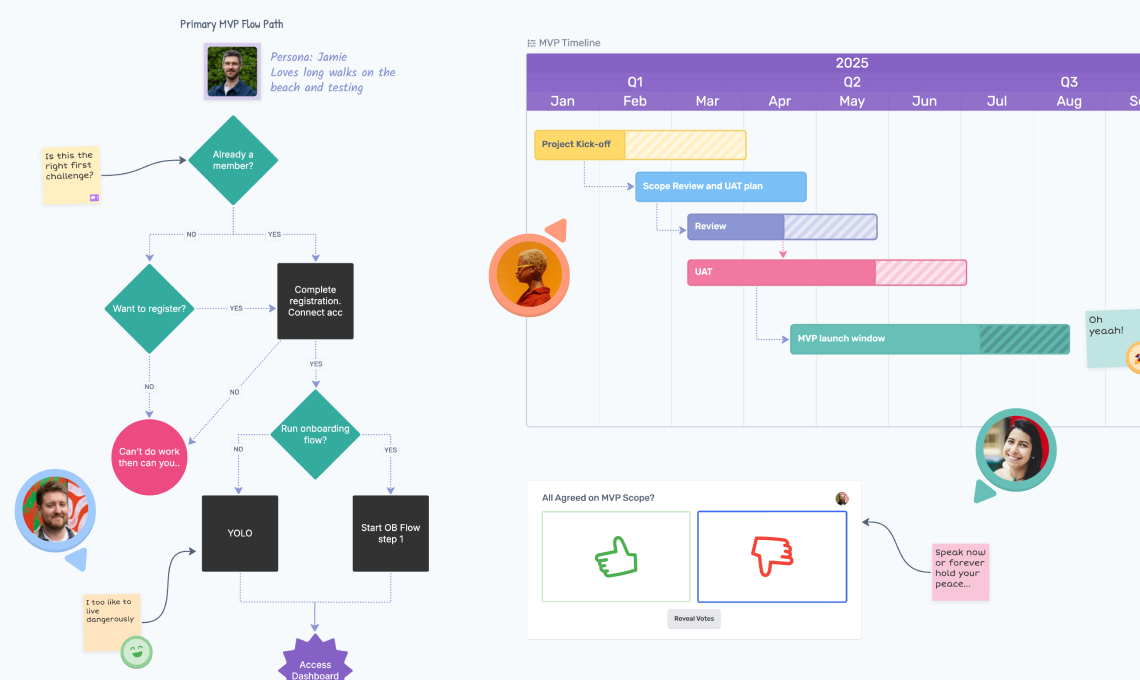 Primary MVP Flow Path
Persona: Jamie
Loves long walks on the
beach and testing
Is this the
right first
challenge?
Already a
member?
NO
YES
Want to register?
YES
Complete
registration.
Connect acc
NO
NO
YES
Can't do work
then can you..
Run onboarding
flow?
NO
YES
YOLO
Start OB Flow
step 1
I too like to
live
dangerously
Access
Dashboard
MVP Timeline
2025
Q1
Q2
Q3
Jan
Feb
Mar
Apr
May
Jun
Jul
Aug
Project Kick-off
Scope Review and UAT plan
Review
UAT
MVP launch window
Oh
yeaah!
All Agreed on MVP Scope?
Reveal Votes
Speak now
or forever
hold your
peace...